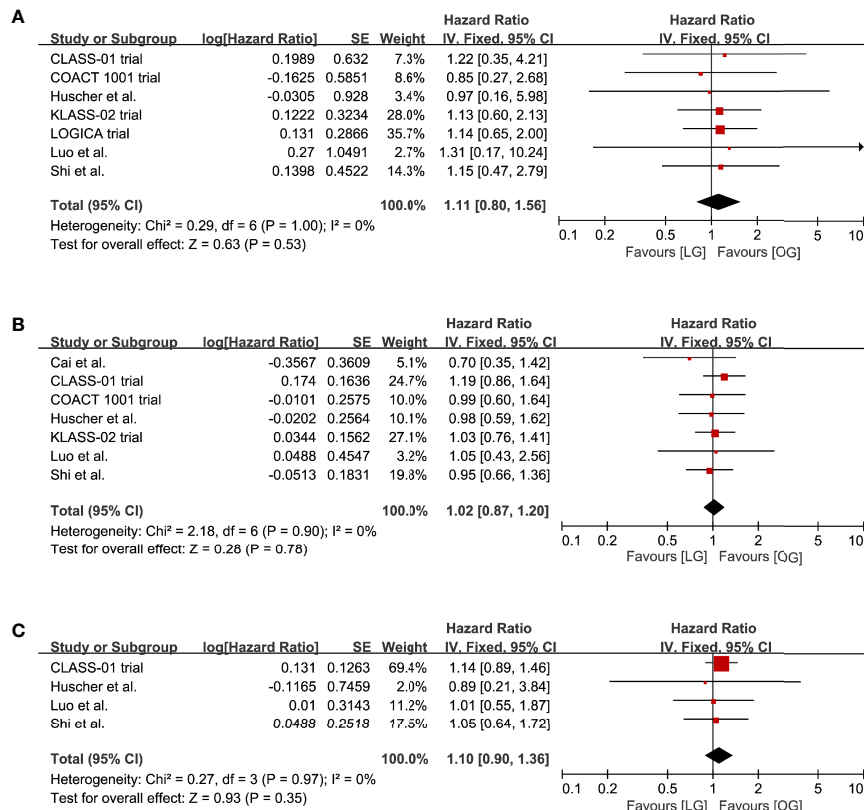 A
Hazard Ratio Hazard Ratio
Study or Subgroup log[Hazard Ratio] SE Weight IV, Fixed, 95% CI IV, Fixed, 95% CI
CLASS-01 trial 0.1989 0.632 7.3% 1.22 [0.35, 4.21]
COACT 1001 trial -0.1625 0.5851 8.6% 0.85 [0.27, 2.68]
Huscher et al. -0.0305 0.928 3.4% 0.97 [0.16, 5.98]
KLASS-02 trial 0.1222 0.3234 28.0% 1.13 [0.60, 2.13]
LOGICA trial 0.131 0.2866 35.7% 1.14 [0.65, 2.00]
Luo et al. 0.27 1.0491 2.7% 1.31 [0.17, 10.24]
Shi et al. 0.1398 0.4522 14.3% 1.15 [0.47, 2.79]
Total (95% CI) 100.0% 1.11 [0.80, 1.56]
Heterogeneity: Chi² = 0.29, df = 6 (P = 1.00); I² = 0%
Test for overall effect: Z = 0.63 (P = 0.53)
0.1 0.2 0.5 1 2 5 10
Favours [LG] Favours [OG]
B
Hazard Ratio Hazard Ratio
Study or Subgroup log[Hazard Ratio] SE Weight IV, Fixed, 95% CI IV, Fixed, 95% CI
Cai et al. -0.3567 0.3609 5.1% 0.70 [0.35, 1.42]
CLASS-01 trial 0.174 0.1636 24.7% 1.19 [0.86, 1.64]
COACT 1001 trial -0.0101 0.2575 10.0% 0.99 [0.60, 1.64]
Huscher et al. -0.0202 0.2564 10.1% 0.98 [0.59, 1.62]
KLASS-02 trial 0.0344 0.1562 27.1% 1.03 [0.76, 1.41]
Luo et al. 0.0488 0.4547 3.2% 1.05 [0.43, 2.56]
Shi et al. -0.0513 0.1831 19.8% 0.95 [0.66, 1.36]
Total (95% CI) 100.0% 1.02 [0.87, 1.20]
Heterogeneity: Chi² = 2.18, df = 6 (P = 0.90); I² = 0%
Test for overall effect: Z = 0.28 (P = 0.78)
0.1 0.2 0.5 1 2 5 10
Favours [LG] Favours [OG]
C
Hazard Ratio Hazard Ratio
Study or Subgroup log[Hazard Ratio] SE Weight IV, Fixed, 95% CI IV, Fixed, 95% CI
CLASS-01 trial 0.131 0.1263 69.4% 1.14 [0.89, 1.46]
Huscher et al. -0.1165 0.7459 2.0% 0.89 [0.21, 3.84]
Luo et al. 0.01 0.3143 11.2% 1.01 [0.55, 1.87]
Shi et al. 0.0488 0.2518 17.5% 1.05 [0.64, 1.72]
Total (95% CI) 100.0% 1.10 [0.90, 1.36]
Heterogeneity: Chi² = 0.27, df = 3 (P = 0.97); I² = 0%
Test for overall effect: Z = 0.93 (P = 0.35)
0.1 0.2 0.5 1 2 5 10
Favours [LG] Favours [OG]